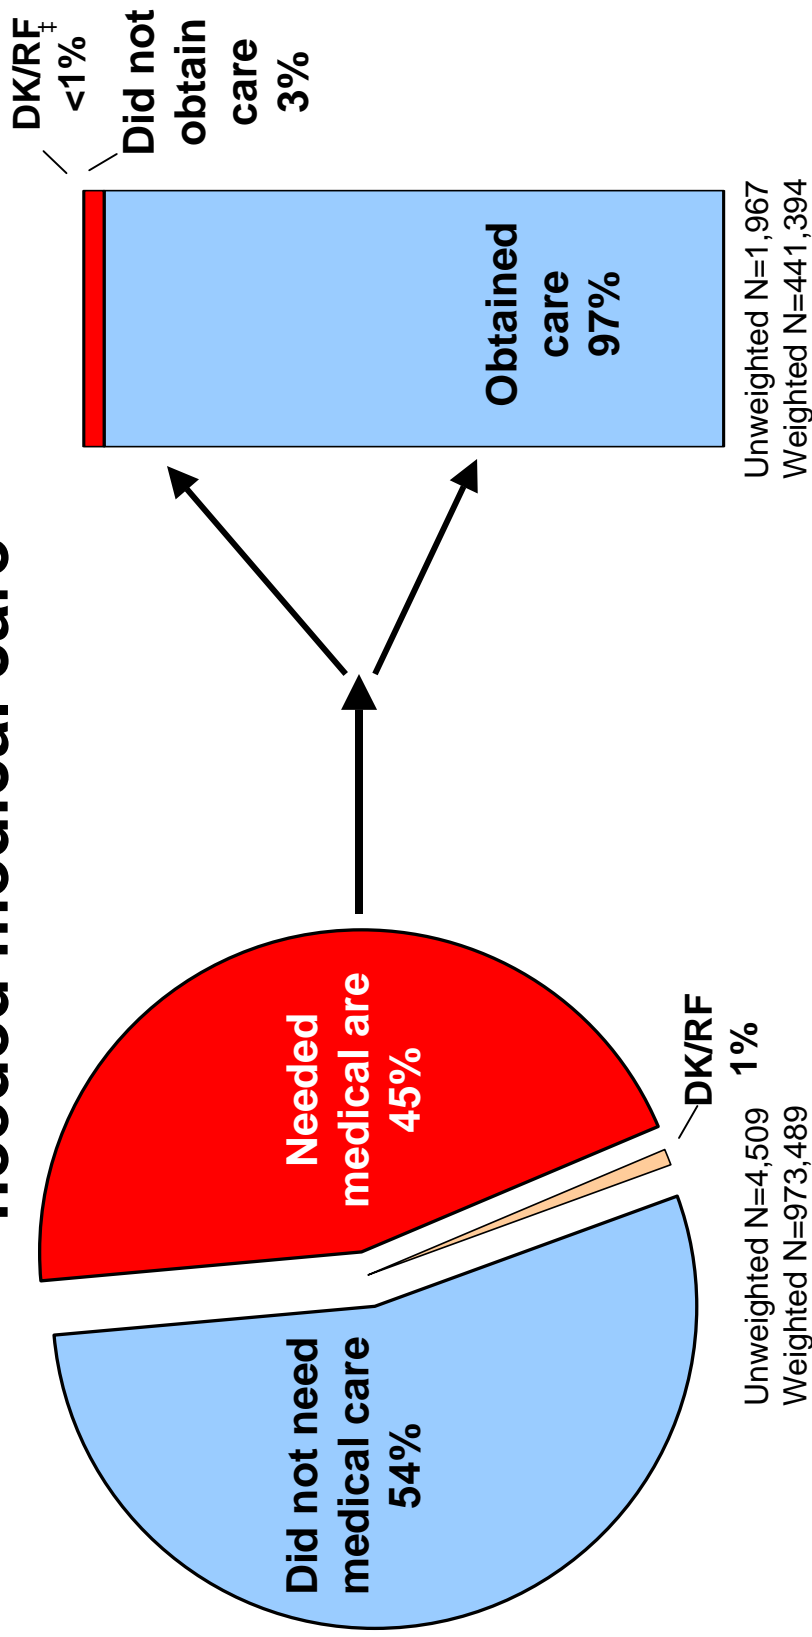 needed medical care
Did not need
medical care
54%
Needed
medical are
45%
DK/RF
1%
Unweighted N=4,509
Weighted N=973,489
DK/RF‡
<1%
Did not
obtain
care
3%
Obtained
care
97%
Unweighted N=1,967
Weighted N=441,394